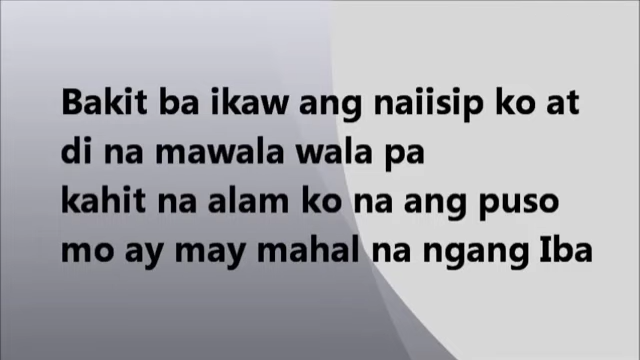 Bakit ba ikaw ang naiisip ko at
di na mawala wala pa
kahit na alam ko na ang puso
mo ay may mahal na ngang Iba